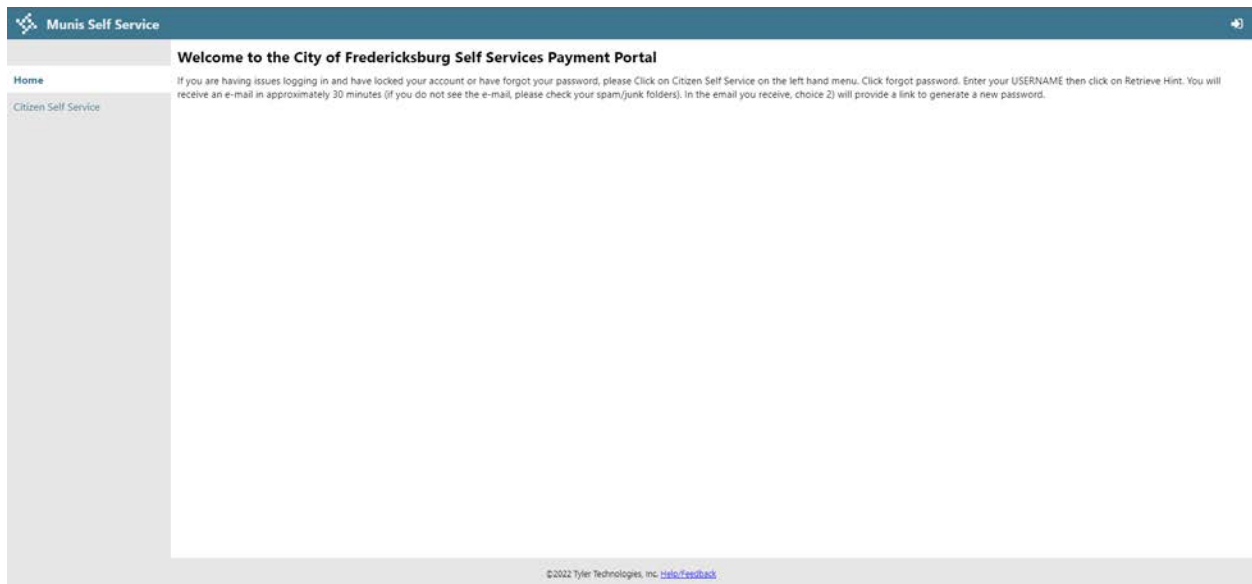 Munis Self Service
Welcome to the City of Fredericksburg Self Services Payment Portal
Home
If you are having issues logging in and have locked your account or have forgot your password, please Click on Citizen Self Service on the left hand menu. Click forgot password. Enter your USERNAME then click on Retrieve Hint. You will
receive an e-mail in approximately 30 minutes (if you do not see the e-mail, please check your spam/junk folders). In the email you receive, choice 2) will provide a link to generate a new password.
Citizen Self Service
©2022 Tyler Technologies, Inc. Help/Feedback